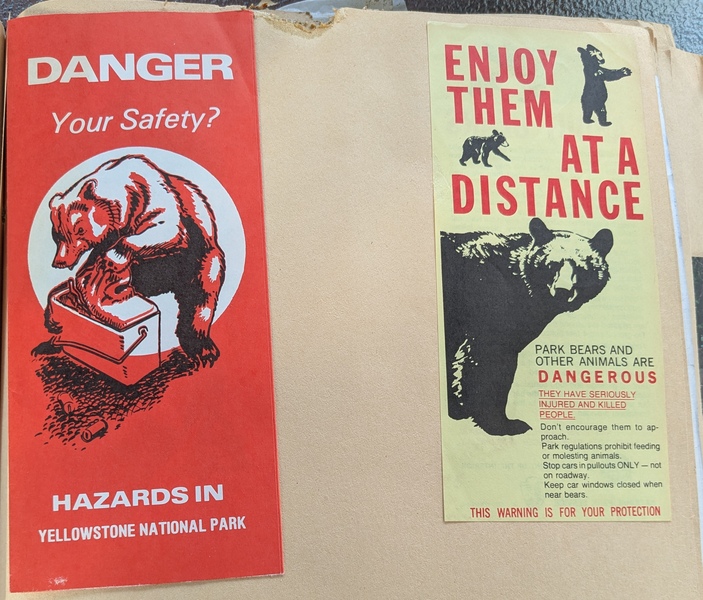 DANGER
Your Safety?
HAZARDS IN
YELLOWSTONE NATIONAL PARK
ENJOY
THEM
AT A
DISTANCE
PARK BEARS AND
OTHER ANIMALS ARE
DANGEROUS
THEY HAVE SERIOUSLY
INJURED AND KILLED
PEOPLE.
Don't encourage them to ap-
proach.
Park regulations prohibit feeding
or molesting animals.
Stop cars in pullouts ONLY — not
on roadway.
Keep car windows closed when
near bears.
THIS WARNING IS FOR YOUR PROTECTION